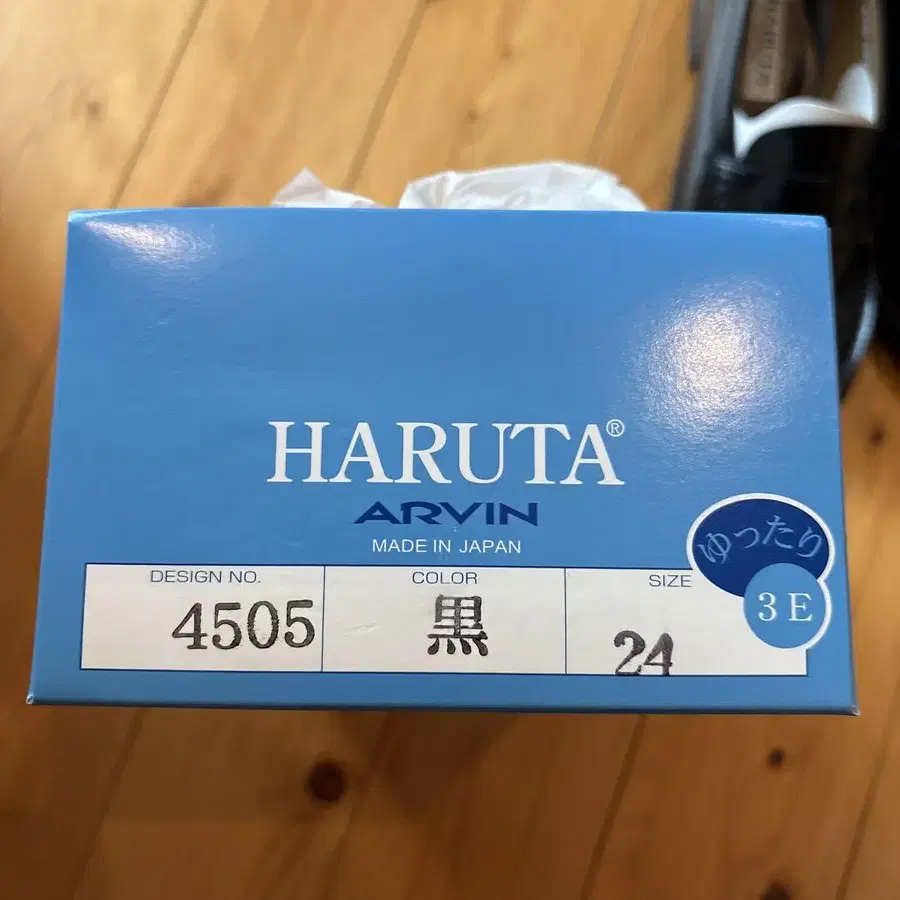 HARUTA®
ARVIN
MADE IN JAPAN
DESIGN NO. COLOR SIZE
4505 黒 24
ゆったり
3E